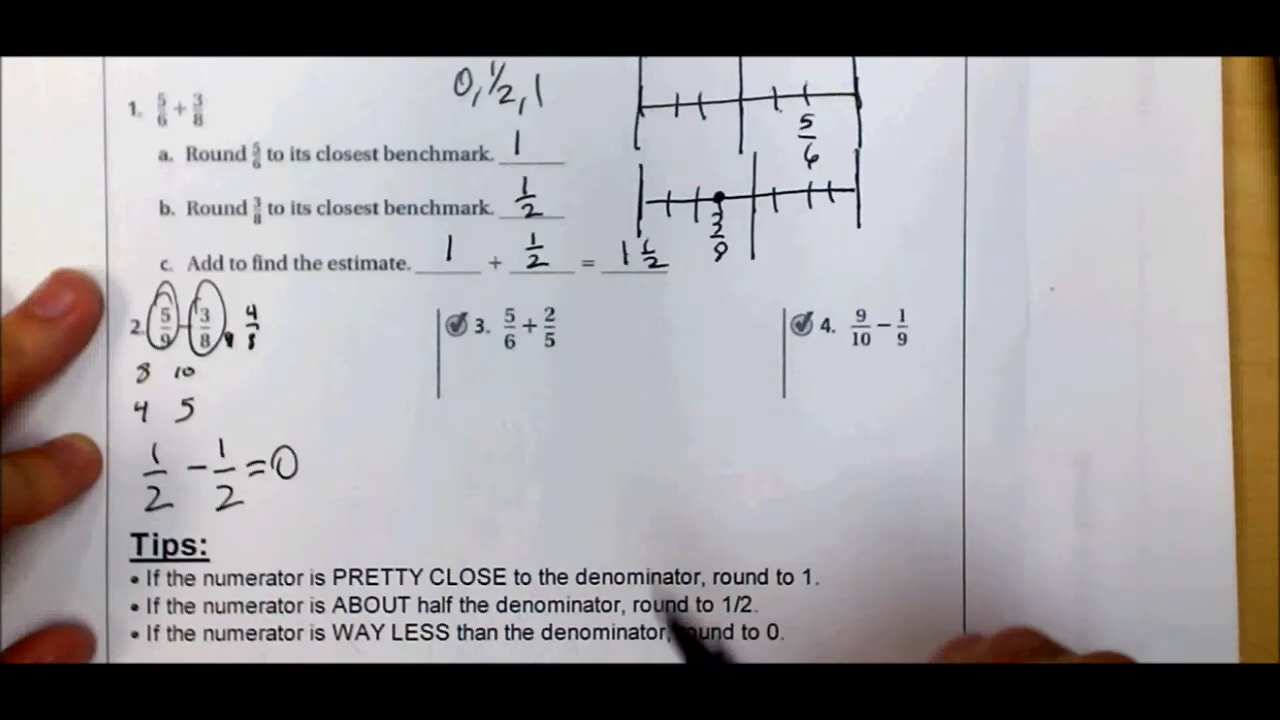 0, 1/2, 1
1. 5/6 + 3/8
a. Round 5/6 to its closest benchmark. 1
b. Round 3/8 to its closest benchmark. 1/2
c. Add to find the estimate. 1 + 1/2 = 1 1/2
5/6
3/8
2. 5/9 - 3/8 4/8
8 10
4 5
1/2 - 1/2 = 0
3. 5/6 + 2/5
4. 9/10 − 1/9
Tips:
• If the numerator is PRETTY CLOSE to the denominator, round to 1.
• If the numerator is ABOUT half the denominator, round to 1/2.
• If the numerator is WAY LESS than the denominator, round to 0.